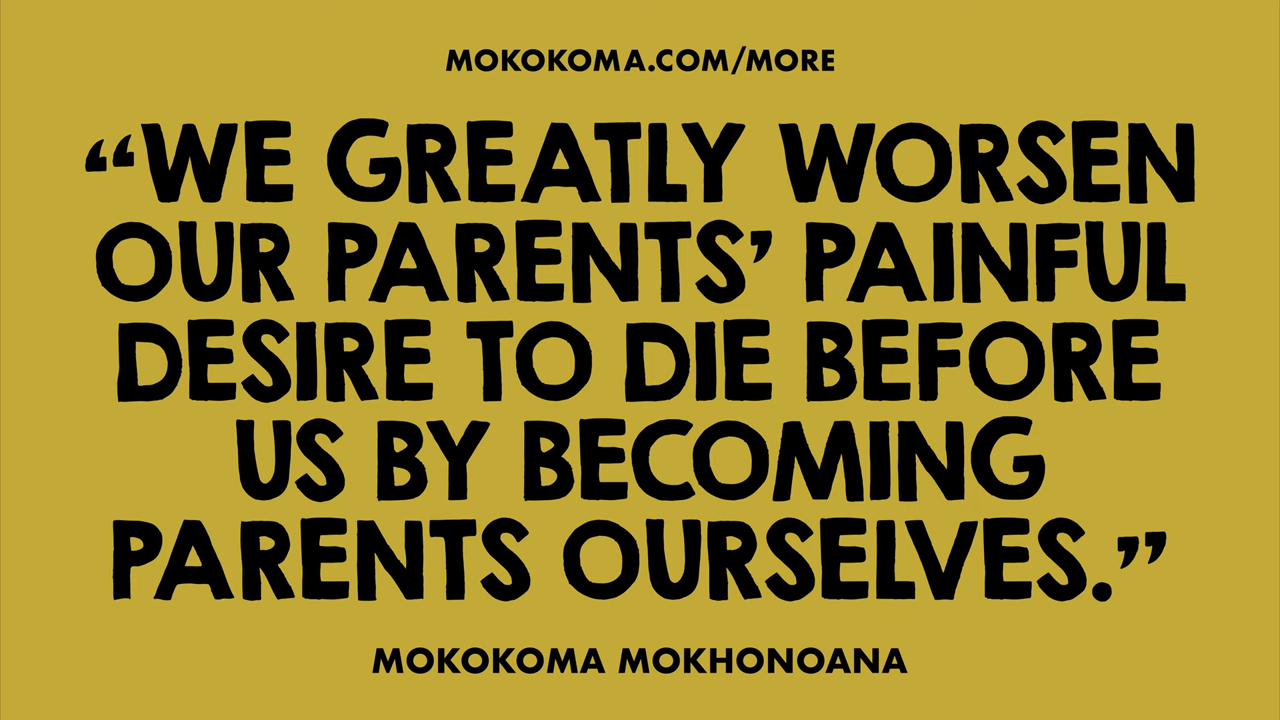 MOKOKOMA.COM/MORE
“WE GREATLY WORSEN
OUR PARENTS’ PAINFUL
DESIRE TO DIE BEFORE
US BY BECOMING
PARENTS OURSELVES.”
MOKOKOMA MOKHONOANA